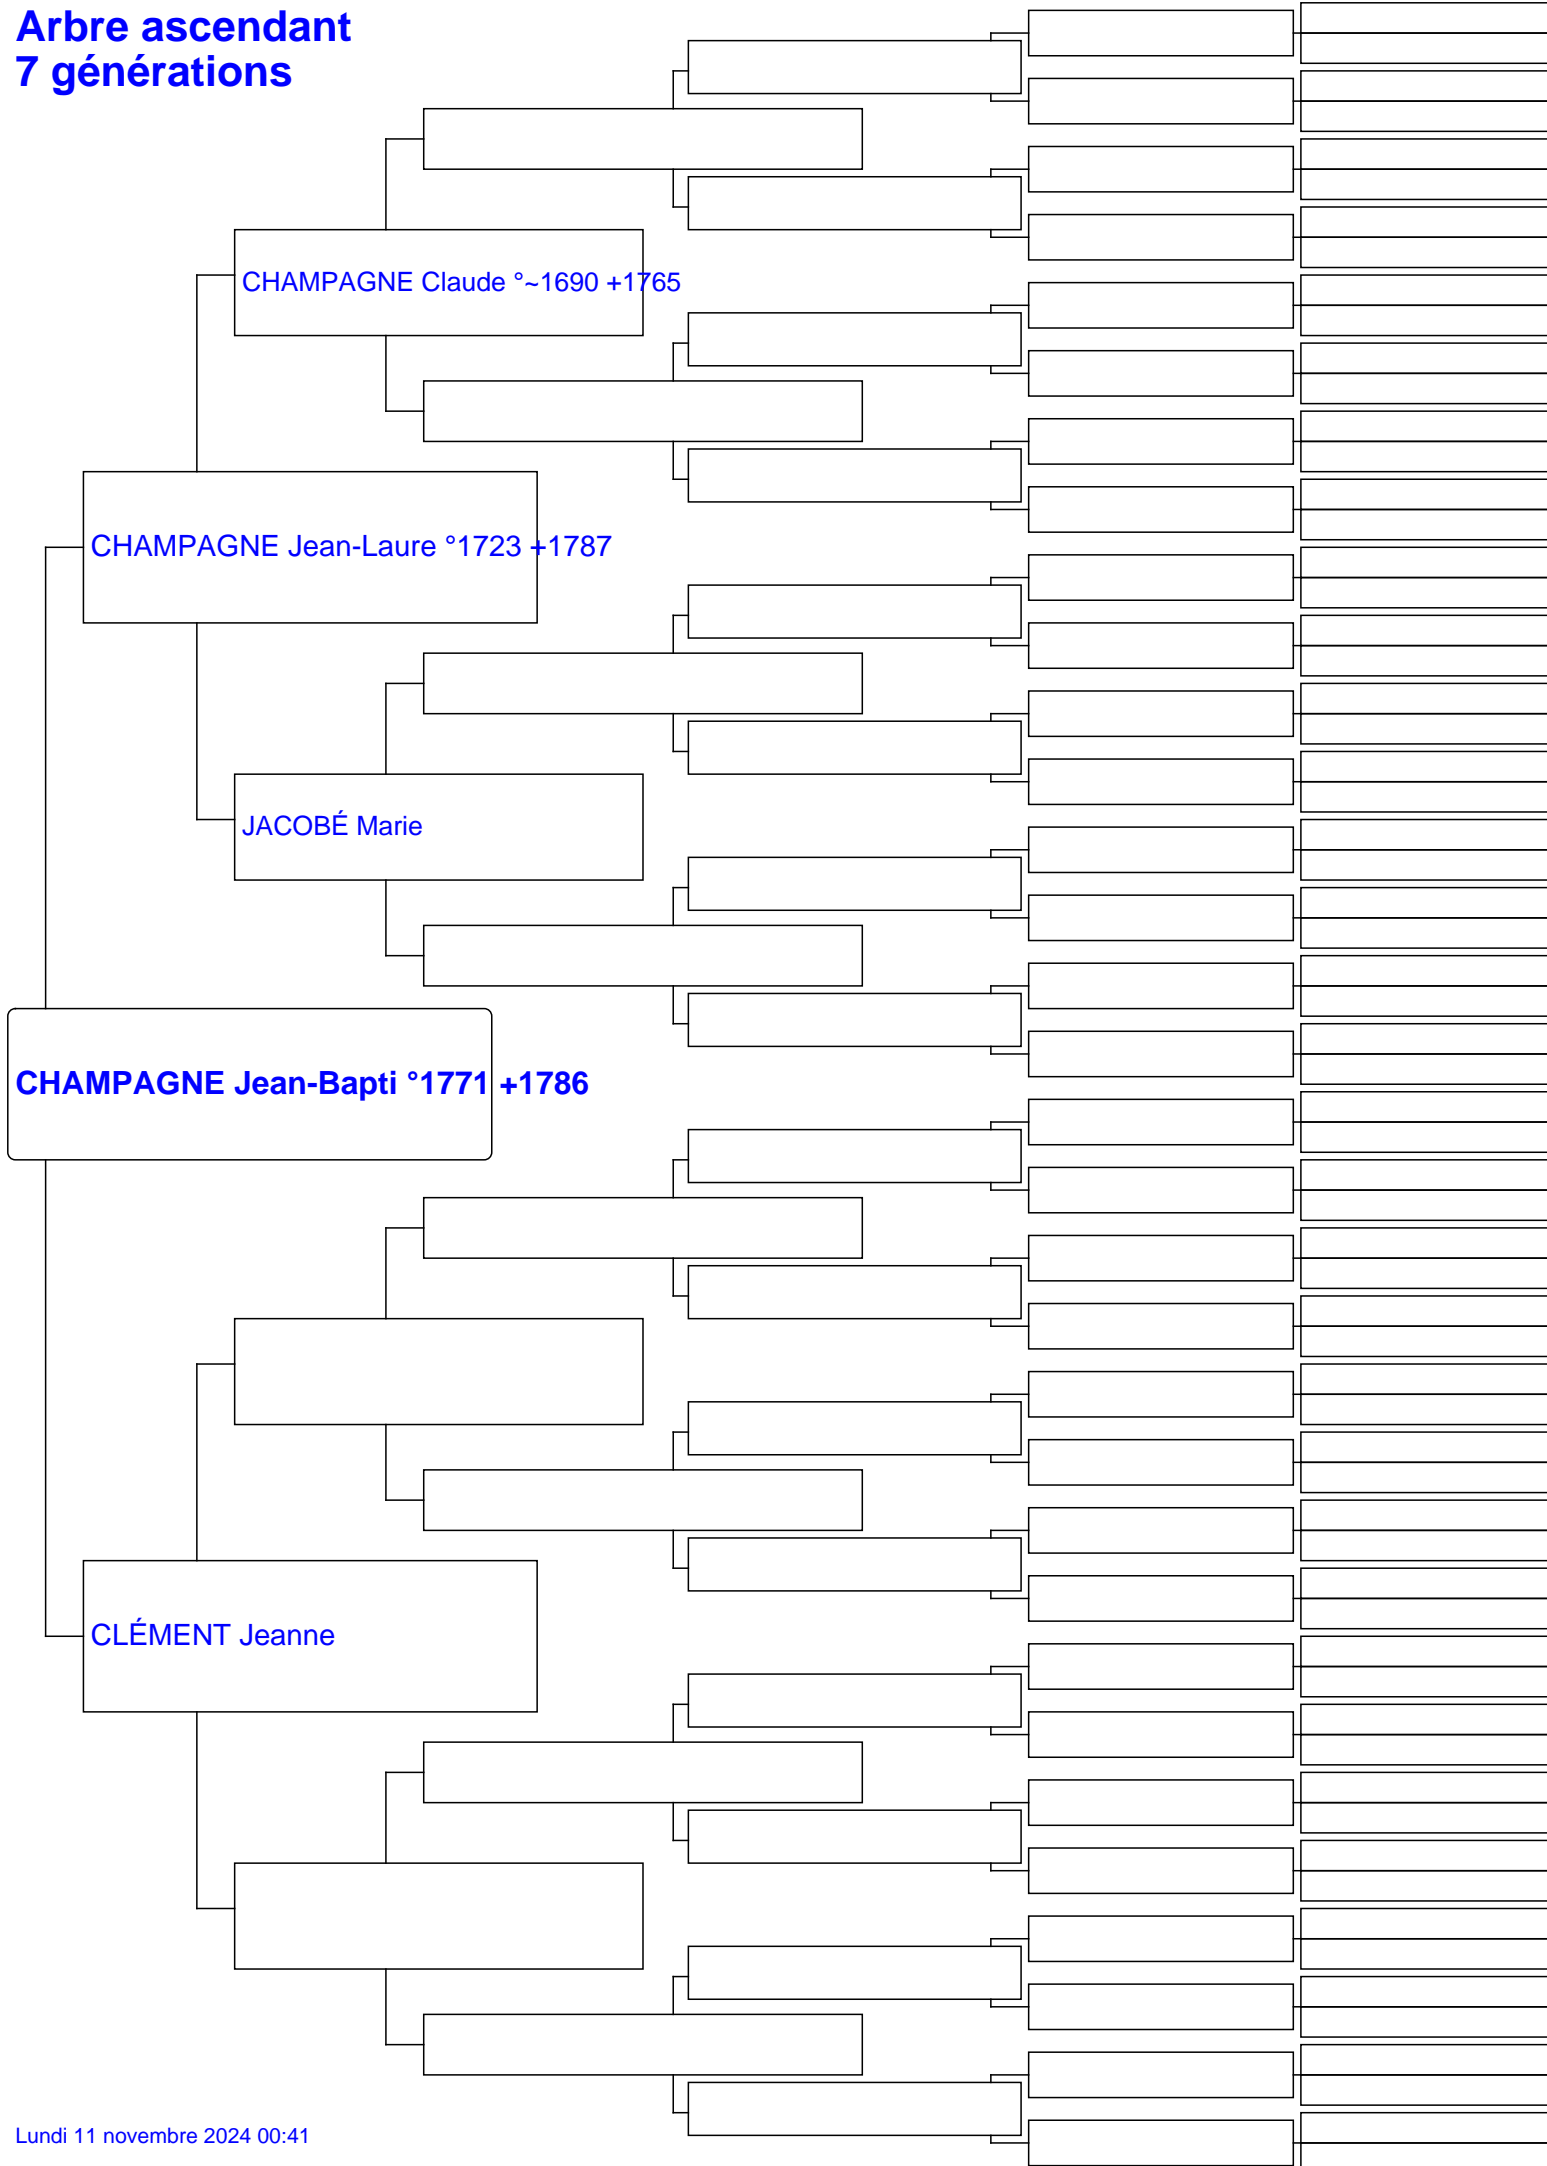 Arbre ascendant
7 générations
CHAMPAGNE Claude °~1690 +1765
CHAMPAGNE Jean-Laure °1723 +1787
JACOBÉ Marie
CHAMPAGNE Jean-Bapti °1771 +1786
CLÉMENT Jeanne
Lundi 11 novembre 2024 00:41